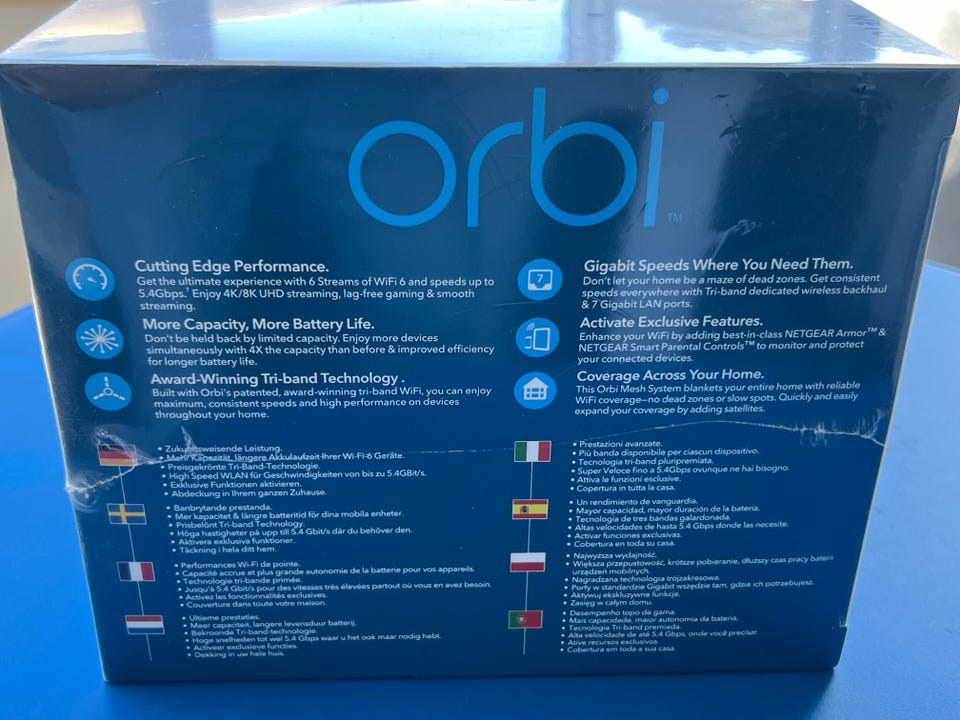 orbi™
Cutting Edge Performance.
Get the ultimate experience with 6 Streams of WiFi 6 and speeds up to
5.4Gbps.† Enjoy 4K/8K UHD streaming, lag-free gaming & smooth
streaming.
More Capacity, More Battery Life.
Don't be held back by limited capacity. Enjoy more devices
simultaneously with 4X the capacity than before & improved efficiency
for longer battery life.
Award-Winning Tri-band Technology .
Built with Orbi's patented, award-winning tri-band WiFi, you can enjoy
maximum, consistent speeds and high performance on devices
throughout your home.
7
Gigabit Speeds Where You Need Them.
Don't let your home be a maze of dead zones. Get consistent
speeds everywhere with Tri-band dedicated wireless backhaul
& 7 Gigabit LAN ports.
Activate Exclusive Features.
Enhance your WiFi by adding best-in-class NETGEAR Armor™ &
NETGEAR Smart Parental Controls™ to monitor and protect
your connected devices.
Coverage Across Your Home.
This Orbi Mesh System blankets your entire home with reliable
WiFi coverage—no dead zones or slow spots. Quickly and easily
expand your coverage by adding satellites.
• Zukunftsweisende Leistung.
• Mehr Kapazität, längere Akkulaufzeit Ihrer Wi-Fi-6 Geräte.
• Preisgekrönte Tri-Band-Technologie.
• High Speed WLAN für Geschwindigkeiten von bis zu 5.4GBit/s.
• Exklusive Funktionen aktivieren.
• Abdeckung in Ihrem ganzen Zuhause.
• Banbrytande prestanda.
• Mer kapacitet & längre batteritid för dina mobila enheter.
• Prisbelönt Tri-band Technology.
• Höga hastigheter på upp till 5.4 Gbit/s där du behöver den.
• Aktivera exklusiva funktioner.
• Täckning i hela ditt hem.
• Performances Wi-Fi de pointe.
• Capacité accrue et plus grande autonomie de la batterie pour vos appareils.
• Technologie tri-bande primée.
• Jusqu'à 5.4 Gbit/s pour des vitesses très élevées partout où vous en avez besoin.
• Activez les fonctionnalités exclusives.
• Couverture dans toute votre maison.
• Ultieme prestaties.
• Meer capaciteit, langere levensduur batterij.
• Bekroonde Tri-band-technologie.
• Hoge snelheden tot wel 5.4 Gbps waar u het ook maar nodig hebt.
• Activeer exclusieve functies.
• Dekking in uw hele huis.
• Prestazioni avanzate.
• Più banda disponibile per ciascun dispositivo.
• Tecnologia tri-band pluripremiata.
• Super Veloce fino a 5.4Gbps ovunque ne hai bisogno.
• Attiva le funzioni esclusive.
• Copertura in tutta la casa.
• Un rendimiento de vanguardia.
• Mayor capacidad, mayor duración de la batería.
• Tecnología de tres bandas galardonada.
• Altas velocidades de hasta 5.4 Gbps donde las necesite.
• Activar funciones exclusivas.
• Cobertura en toda su casa.
• Najwyższa wydajność.
• Większa przepustowość, krótsze pobieranie, dłuższy czas pracy baterii
urządzeń mobilnych.
• Nagradzana technologia trójzakresowa.
• Porty w standardzie Gigabit wszędzie tam, gdzie ich potrzebujesz.
• Aktywuj ekskluzywne funkcje.
• Zasięg w całym domu.
• Desempenho topo de gama.
• Mais capacidade, maior autonomia da bateria.
• Tecnologia Tri-band premiada.
• Alta velocidade de até 5.4 Gbps, onde você precisar.
• Ative recursos exclusivos.
• Cobertura em toda a sua casa.